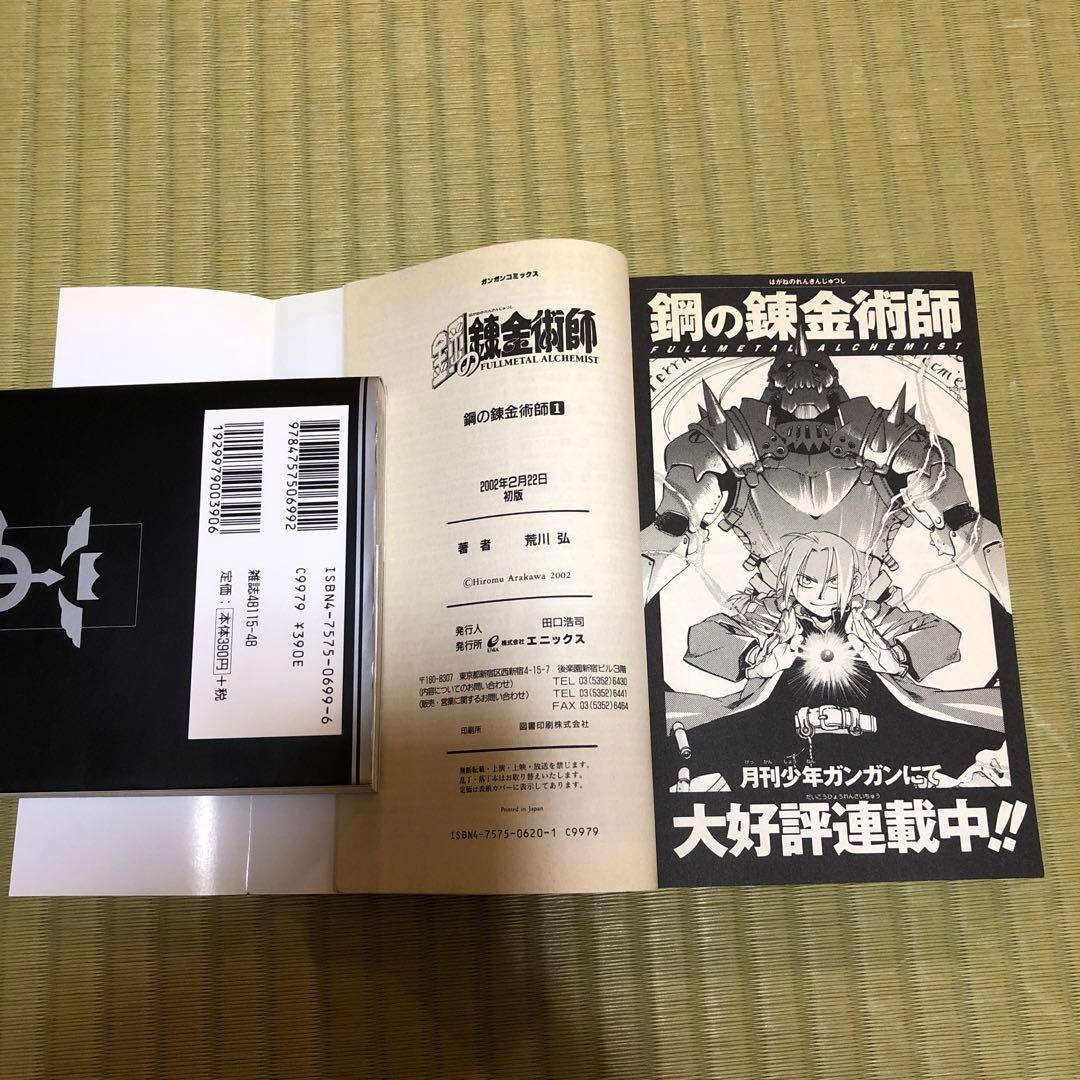 9784757506992
1929979003906
ISBN4-7575-0699-6
C9979 ¥390E
雑誌48115-48
定価:本体390円+税
ガンガンコミックス
はがねのれんきんじゅつし
鋼の錬金術師
FULLMETAL ALCHEMIST
鋼の錬金術師1
2002年2月22日
初版
著者 荒川 弘
©Hiromu Arakawa 2002
発行人 田口浩司
発行所 株式会社 エニックス
〒160-8307 東京都新宿区西新宿4-15-7 後楽園新宿ビル3階
〈内容についてのお問い合わせ〉 TEL 03(5352)6430
〈販売・営業に関するお問い合わせ〉 TEL 03(5352)6441
FAX 03(5352)6464
印刷所 図書印刷株式会社
無断転載・上演・上映・放送を禁じます。
乱丁・落丁本はお取り替えいたします。
定価は表紙カバーに表示してあります。
Printed in Japan
ISBN4-7575-0620-1 C9979
はがねのれんきんじゅつし
鋼の錬金術師
FULLMETAL ALCHEMIST
Terra
げっかんしょうねん
月刊少年ガンガンにて
だいこうひょうれんさいちゅう
大好評連載中!!